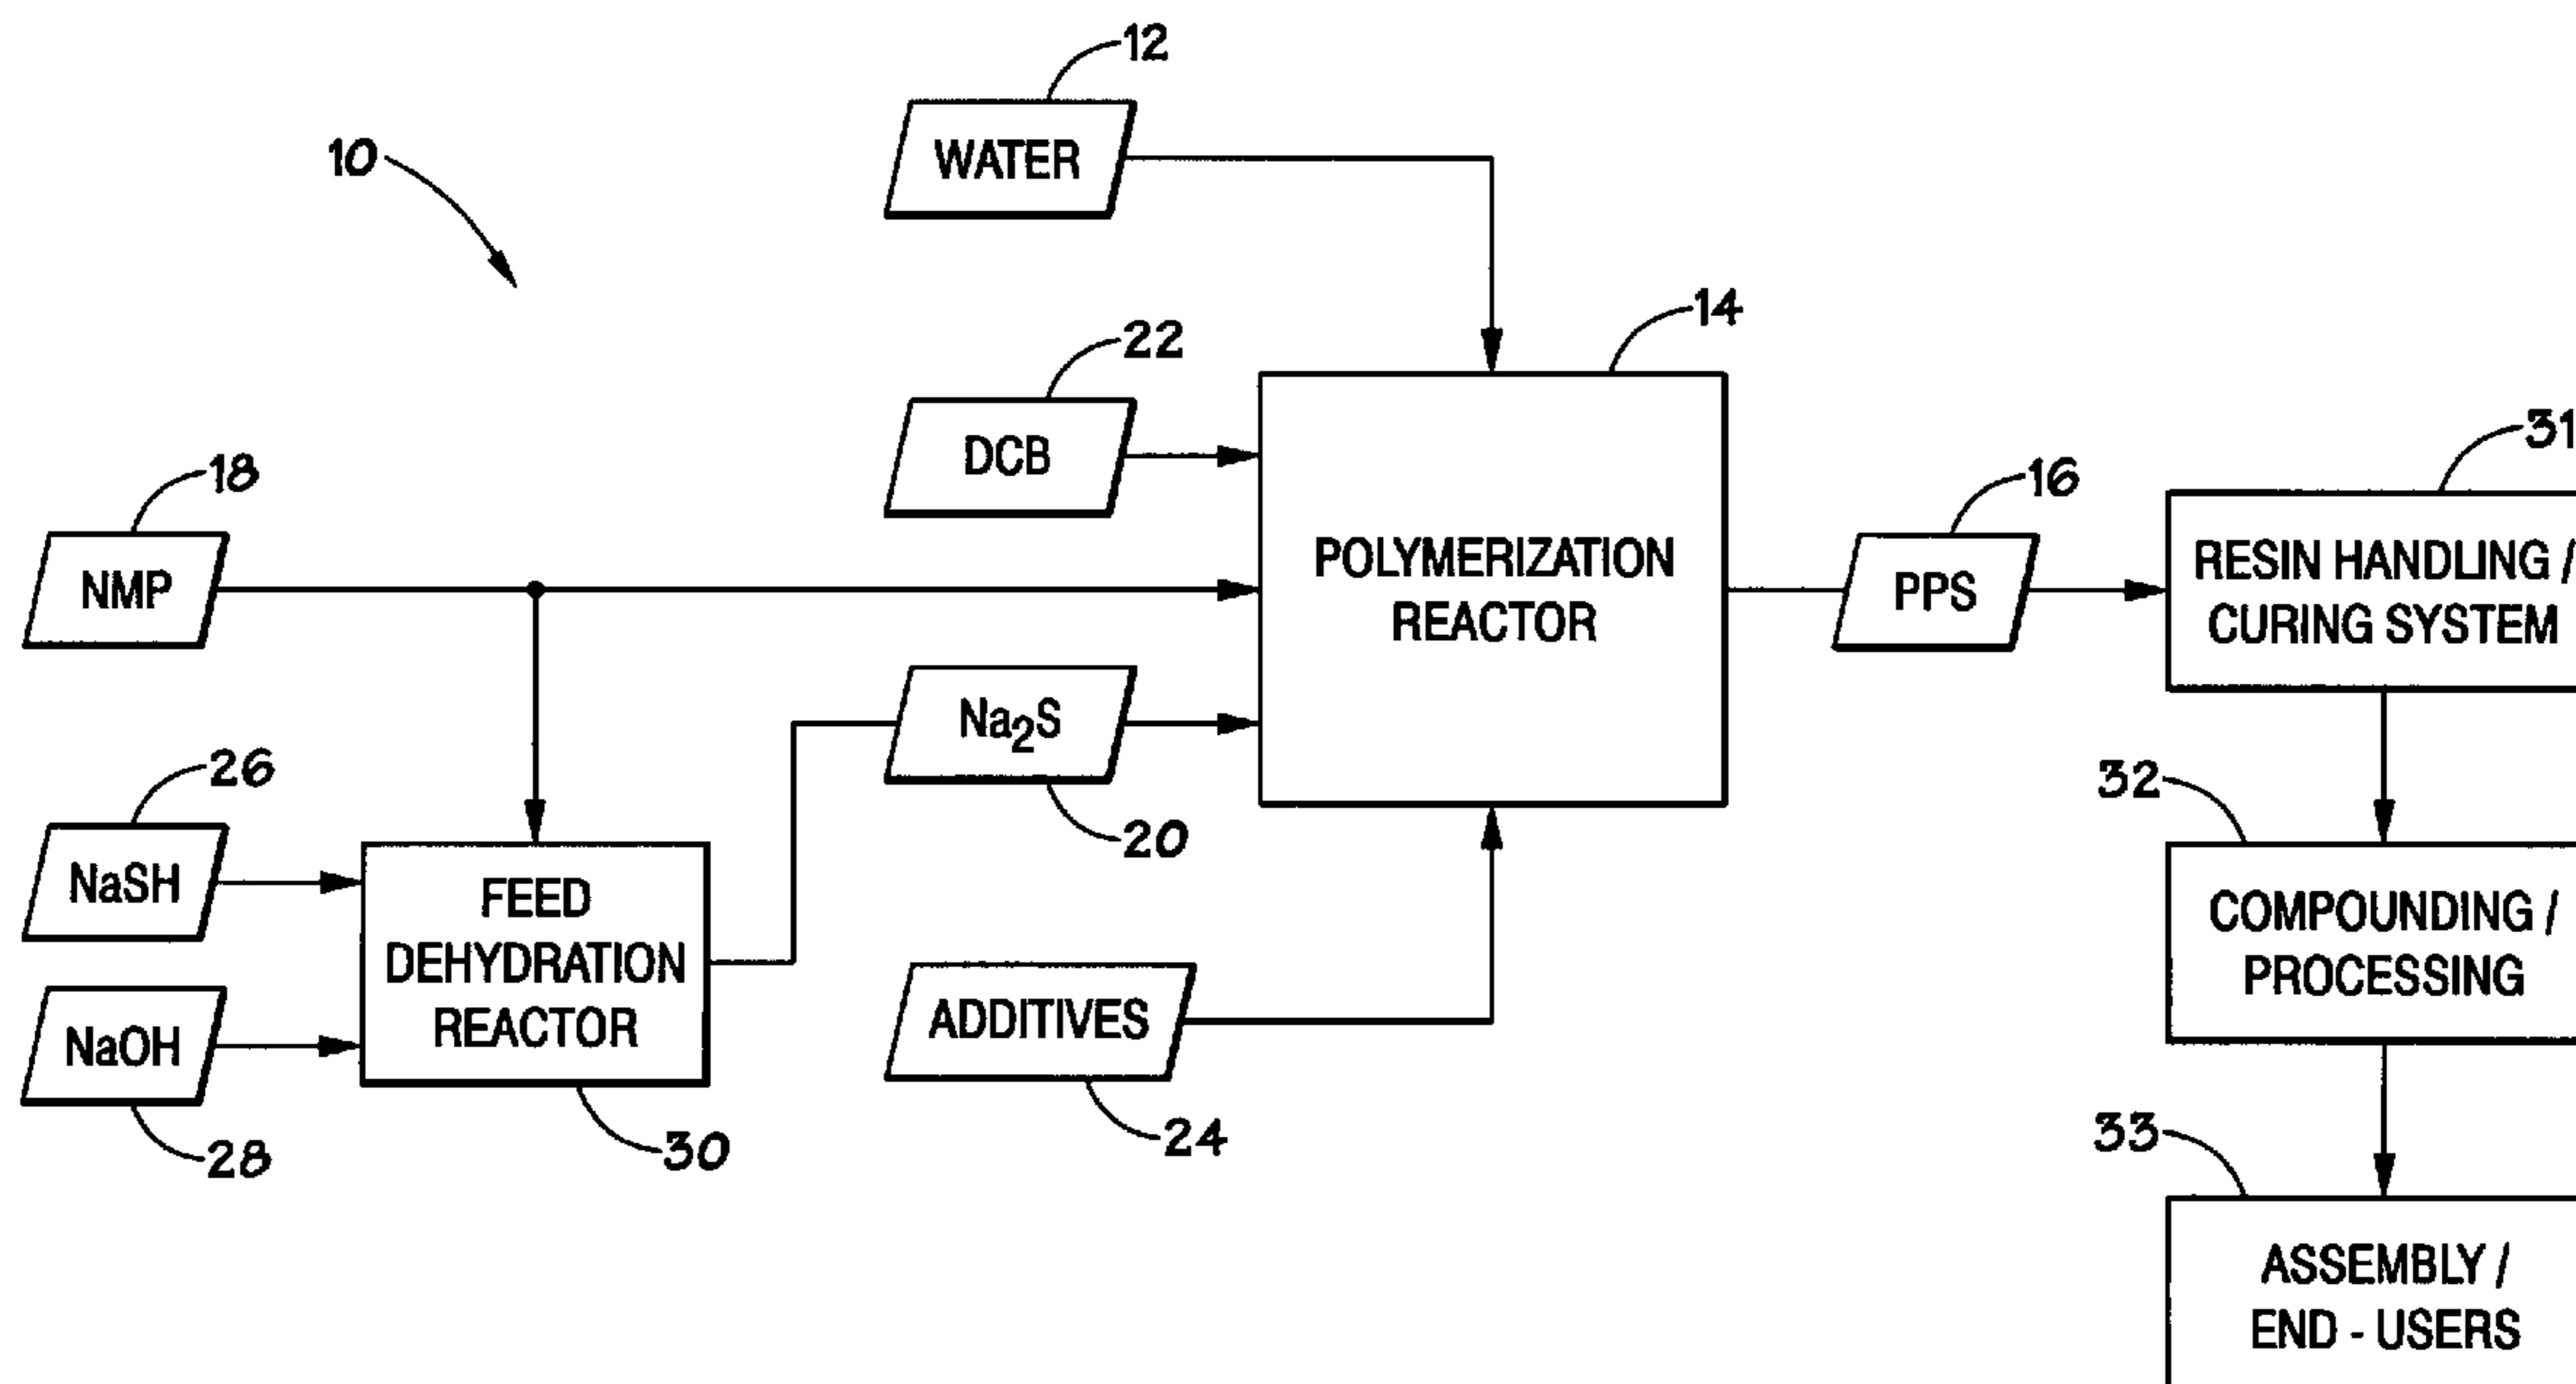 12
WATER
10
22
DCB
14
POLYMERIZATION
REACTOR
18
NMP
16
PPS
31
RESIN HANDLING /
CURING SYSTEM
Na2S
20
26
NaSH
28
NaOH
FEED
DEHYDRATION
REACTOR
30
ADDITIVES
24
32
COMPOUNDING /
PROCESSING
33
ASSEMBLY /
END - USERS